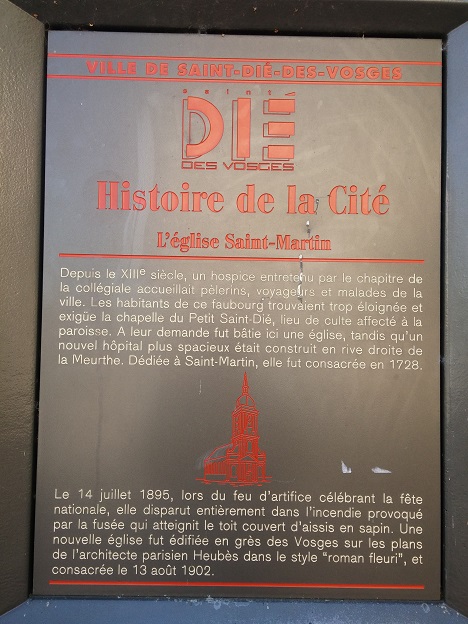 VILLE DE SAINT-DIÉ-DES-VOSGES
saint
DIÉ
DES VOSGES
Histoire de la Cité
L'église Saint-Martin
Depuis le XIIIe siècle, un hospice entretenu par le chapitre de
la collégiale accueillait pèlerins, voyageurs et malades de la
ville. Les habitants de ce faubourg trouvaient trop éloignée et
exigüe la chapelle du Petit Saint-Dié, lieu de culte affecté à la
paroisse. A leur demande fut bâtie ici une église, tandis qu'un
nouvel hôpital plus spacieux était construit en rive droite de
la Meurthe. Dédiée à Saint-Martin, elle fut consacrée en 1728.
Le 14 juillet 1895, lors du feu d'artifice célébrant la fête
nationale, elle disparut entièrement dans l'incendie provoqué
par la fusée qui atteignit le toit couvert d'aissis en sapin. Une
nouvelle église fut édifiée en grès des Vosges sur les plans
de l'architecte parisien Heubès dans le style "roman fleuri", et
consacrée le 13 août 1902.